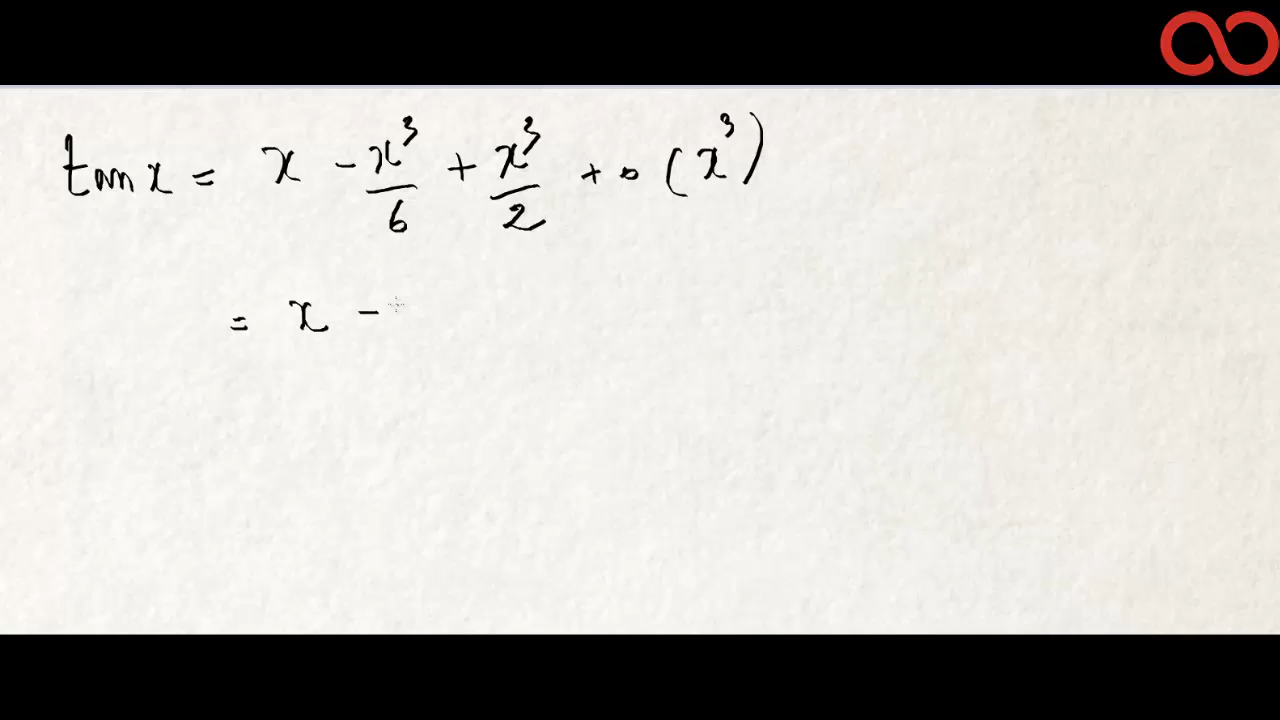 tan x = x - x³/6 + x³/2 + o(x³)
= x -